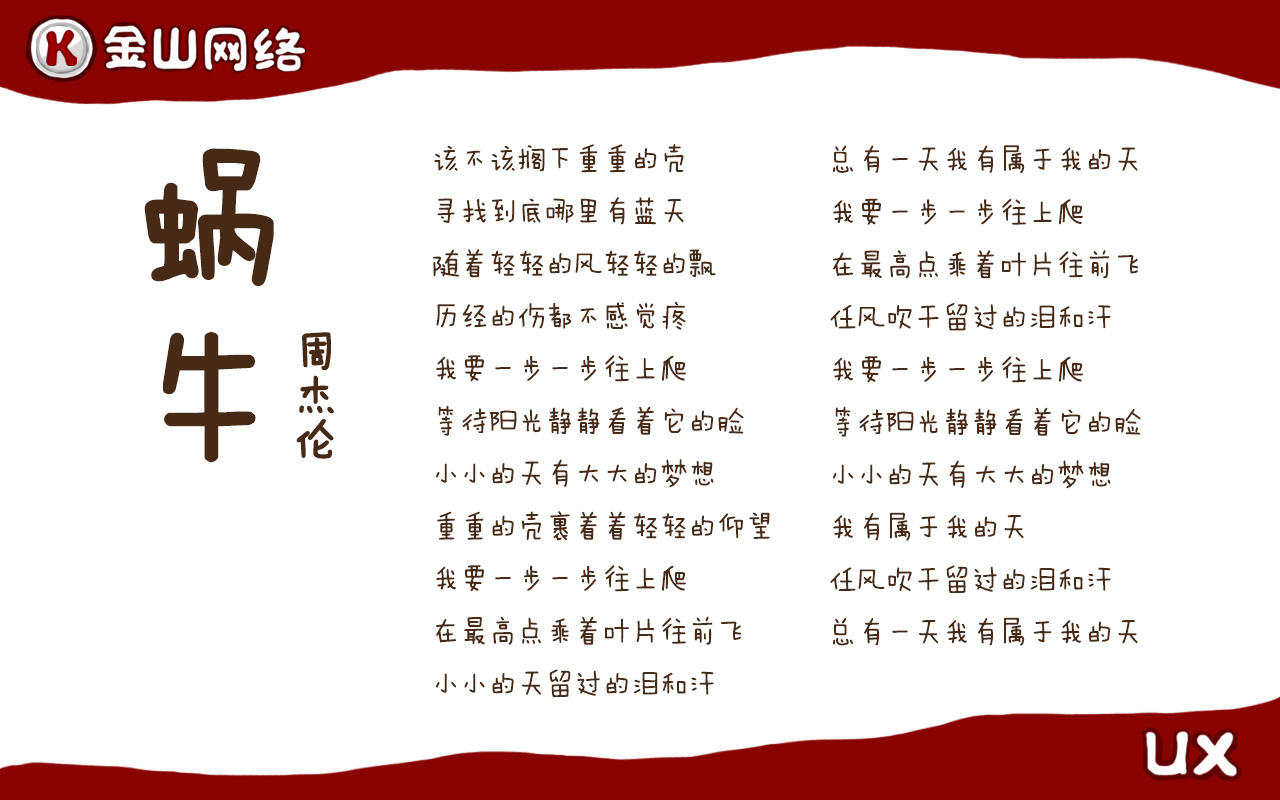 K 金山网络
蜗牛
周杰伦
该不该搁下重重的壳
寻找到底哪里有蓝天
随着轻轻的风轻轻的飘
历经的伤都不感觉疼
我要一步一步往上爬
等待阳光静静看着它的脸
小小的天有大大的梦想
重重的壳裹着着轻轻的仰望
我要一步一步往上爬
在最高点乘着叶片往前飞
小小的天留过的泪和汗
总有一天我有属于我的天
我要一步一步往上爬
在最高点乘着叶片往前飞
任风吹干留过的泪和汗
我要一步一步往上爬
等待阳光静静看着它的脸
小小的天有大大的梦想
我有属于我的天
任风吹干留过的泪和汗
总有一天我有属于我的天
UX